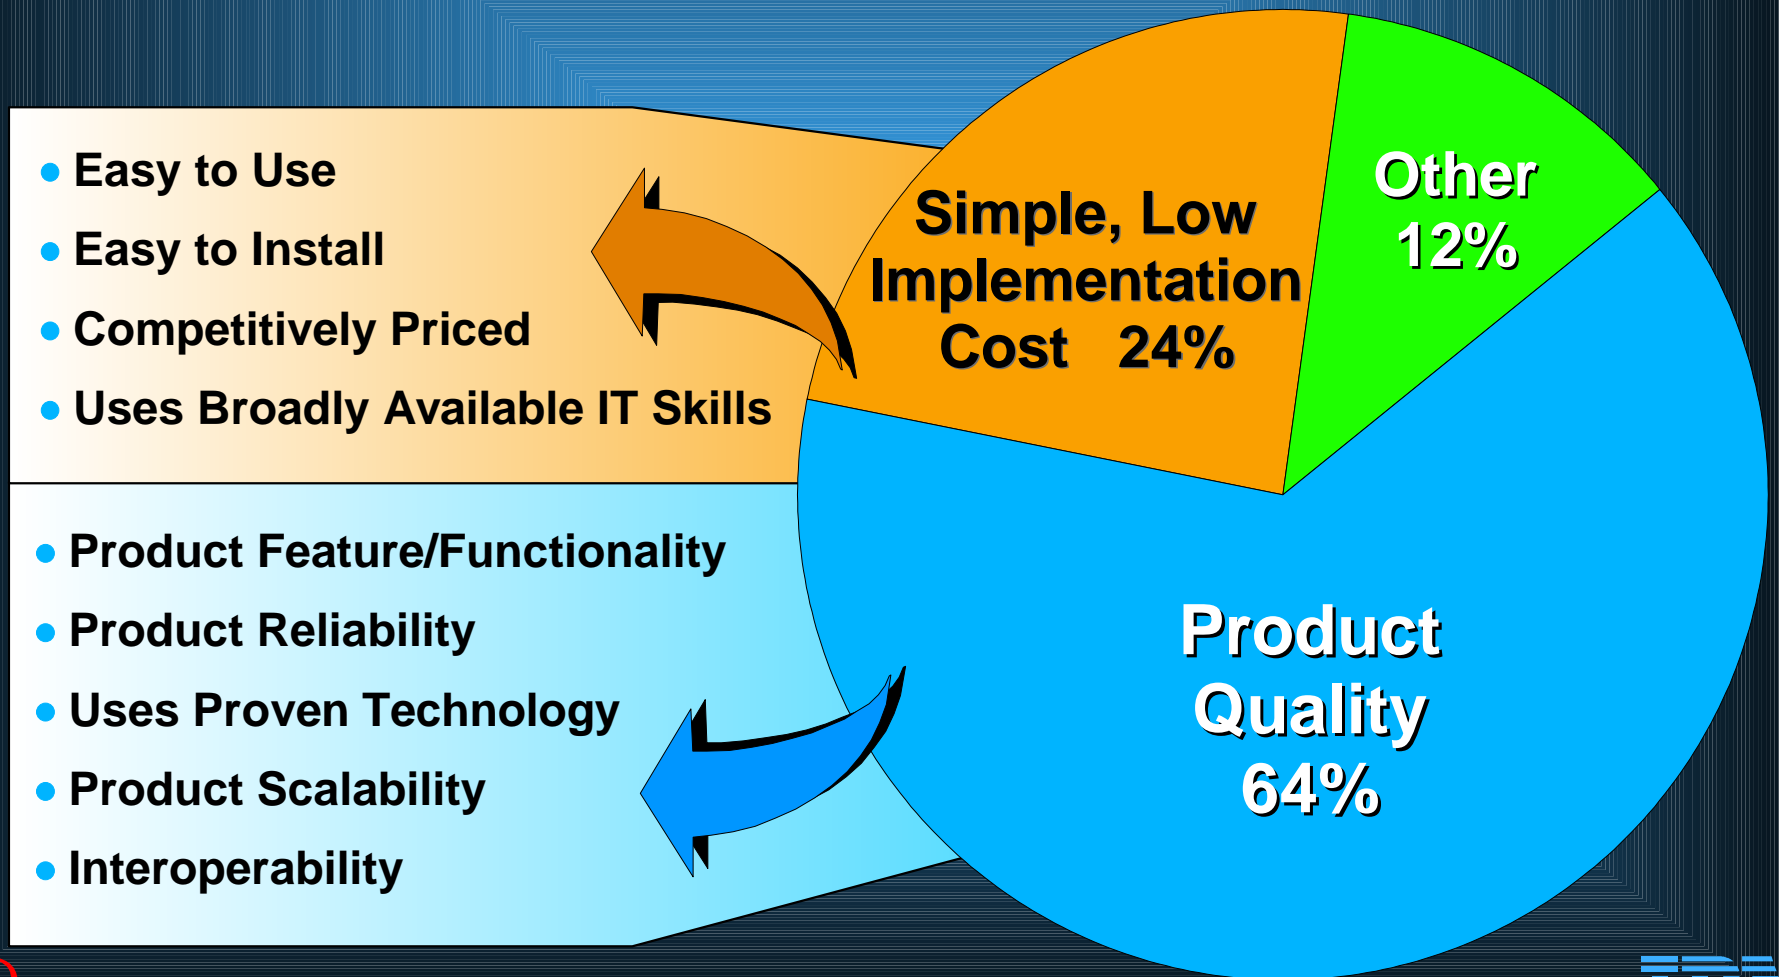 Easy to Use
Easy to Install
Competitively Priced
Uses Broadly Available IT Skills
Product Feature/Functionality
Product Reliability
Uses Proven Technology
Product Scalability
Interoperability
Simple, Low
Implementation
Cost 24%
Other
12%
Product
Quality
64%